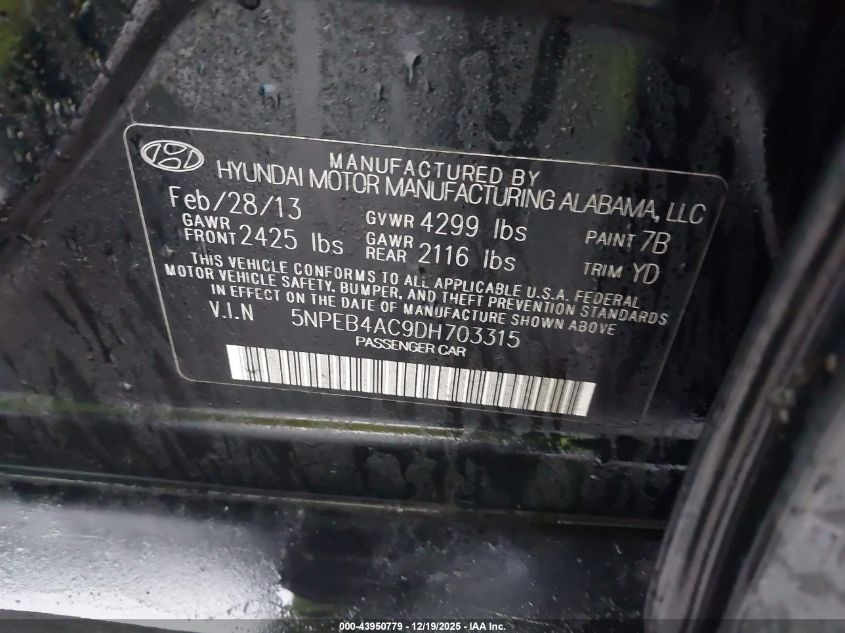 MANUFACTURED BY
HYUNDAI MOTOR MANUFACTURING ALABAMA, LLC
Feb/28/13 GVWR 4299 lbs PAINT 7B
GAWR FRONT 2425 lbs GAWR REAR 2116 lbs TRIM YD
THIS VEHICLE CONFORMS TO ALL APPLICABLE U.S.A. FEDERAL
MOTOR VEHICLE SAFETY, BUMPER, AND THEFT PREVENTION STANDARDS
IN EFFECT ON THE DATE OF MANUFACTURE SHOWN ABOVE
V.I.N 5NPEB4AC9DH703315
PASSENGER CAR
000-43950779 - 12/19/2025 - IAA Inc.